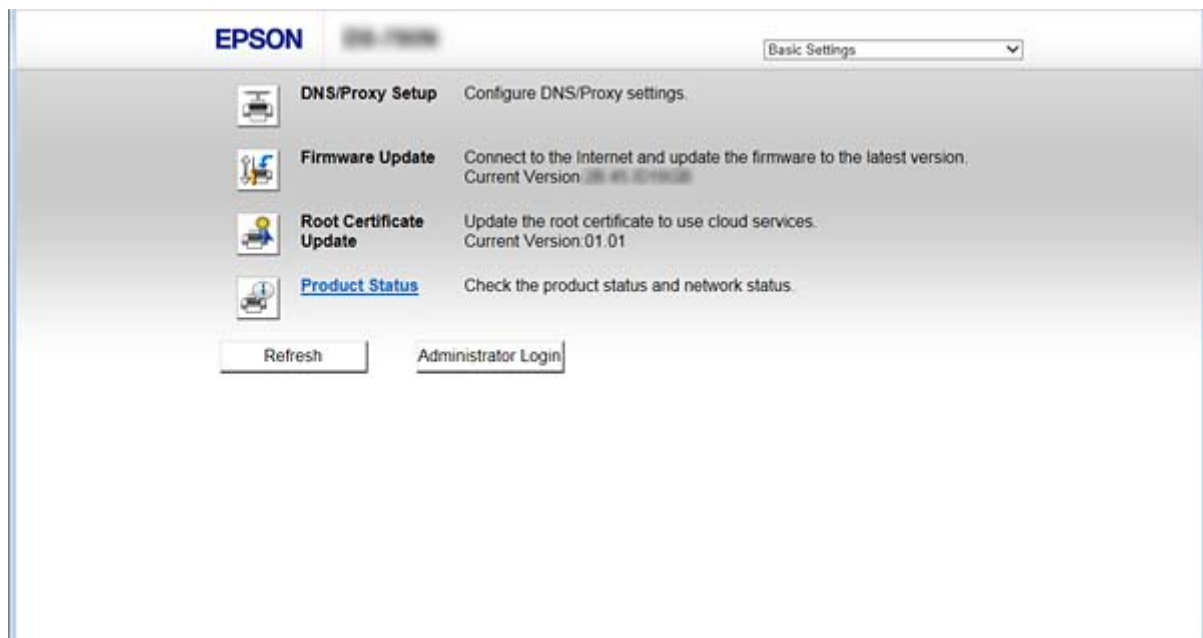 EPSON
Basic Settings
DNS/Proxy Setup Configure DNS/Proxy settings.
Firmware Update Connect to the Internet and update the firmware to the latest version.
Current Version:
Root Certificate Update the root certificate to use cloud services.
Update Current Version:01.01
Product Status Check the product status and network status.
Refresh Administrator Login